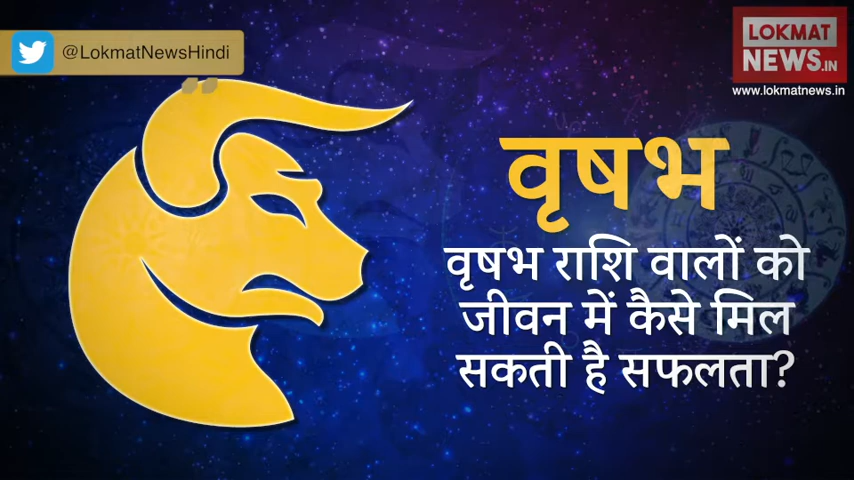 @LokmatNewsHindi
LOKMAT
NEWS.IN
www.lokmatnews.in
वृषभ
वृषभ राशि वालों को
जीवन में कैसे मिल
सकती है सफलता?